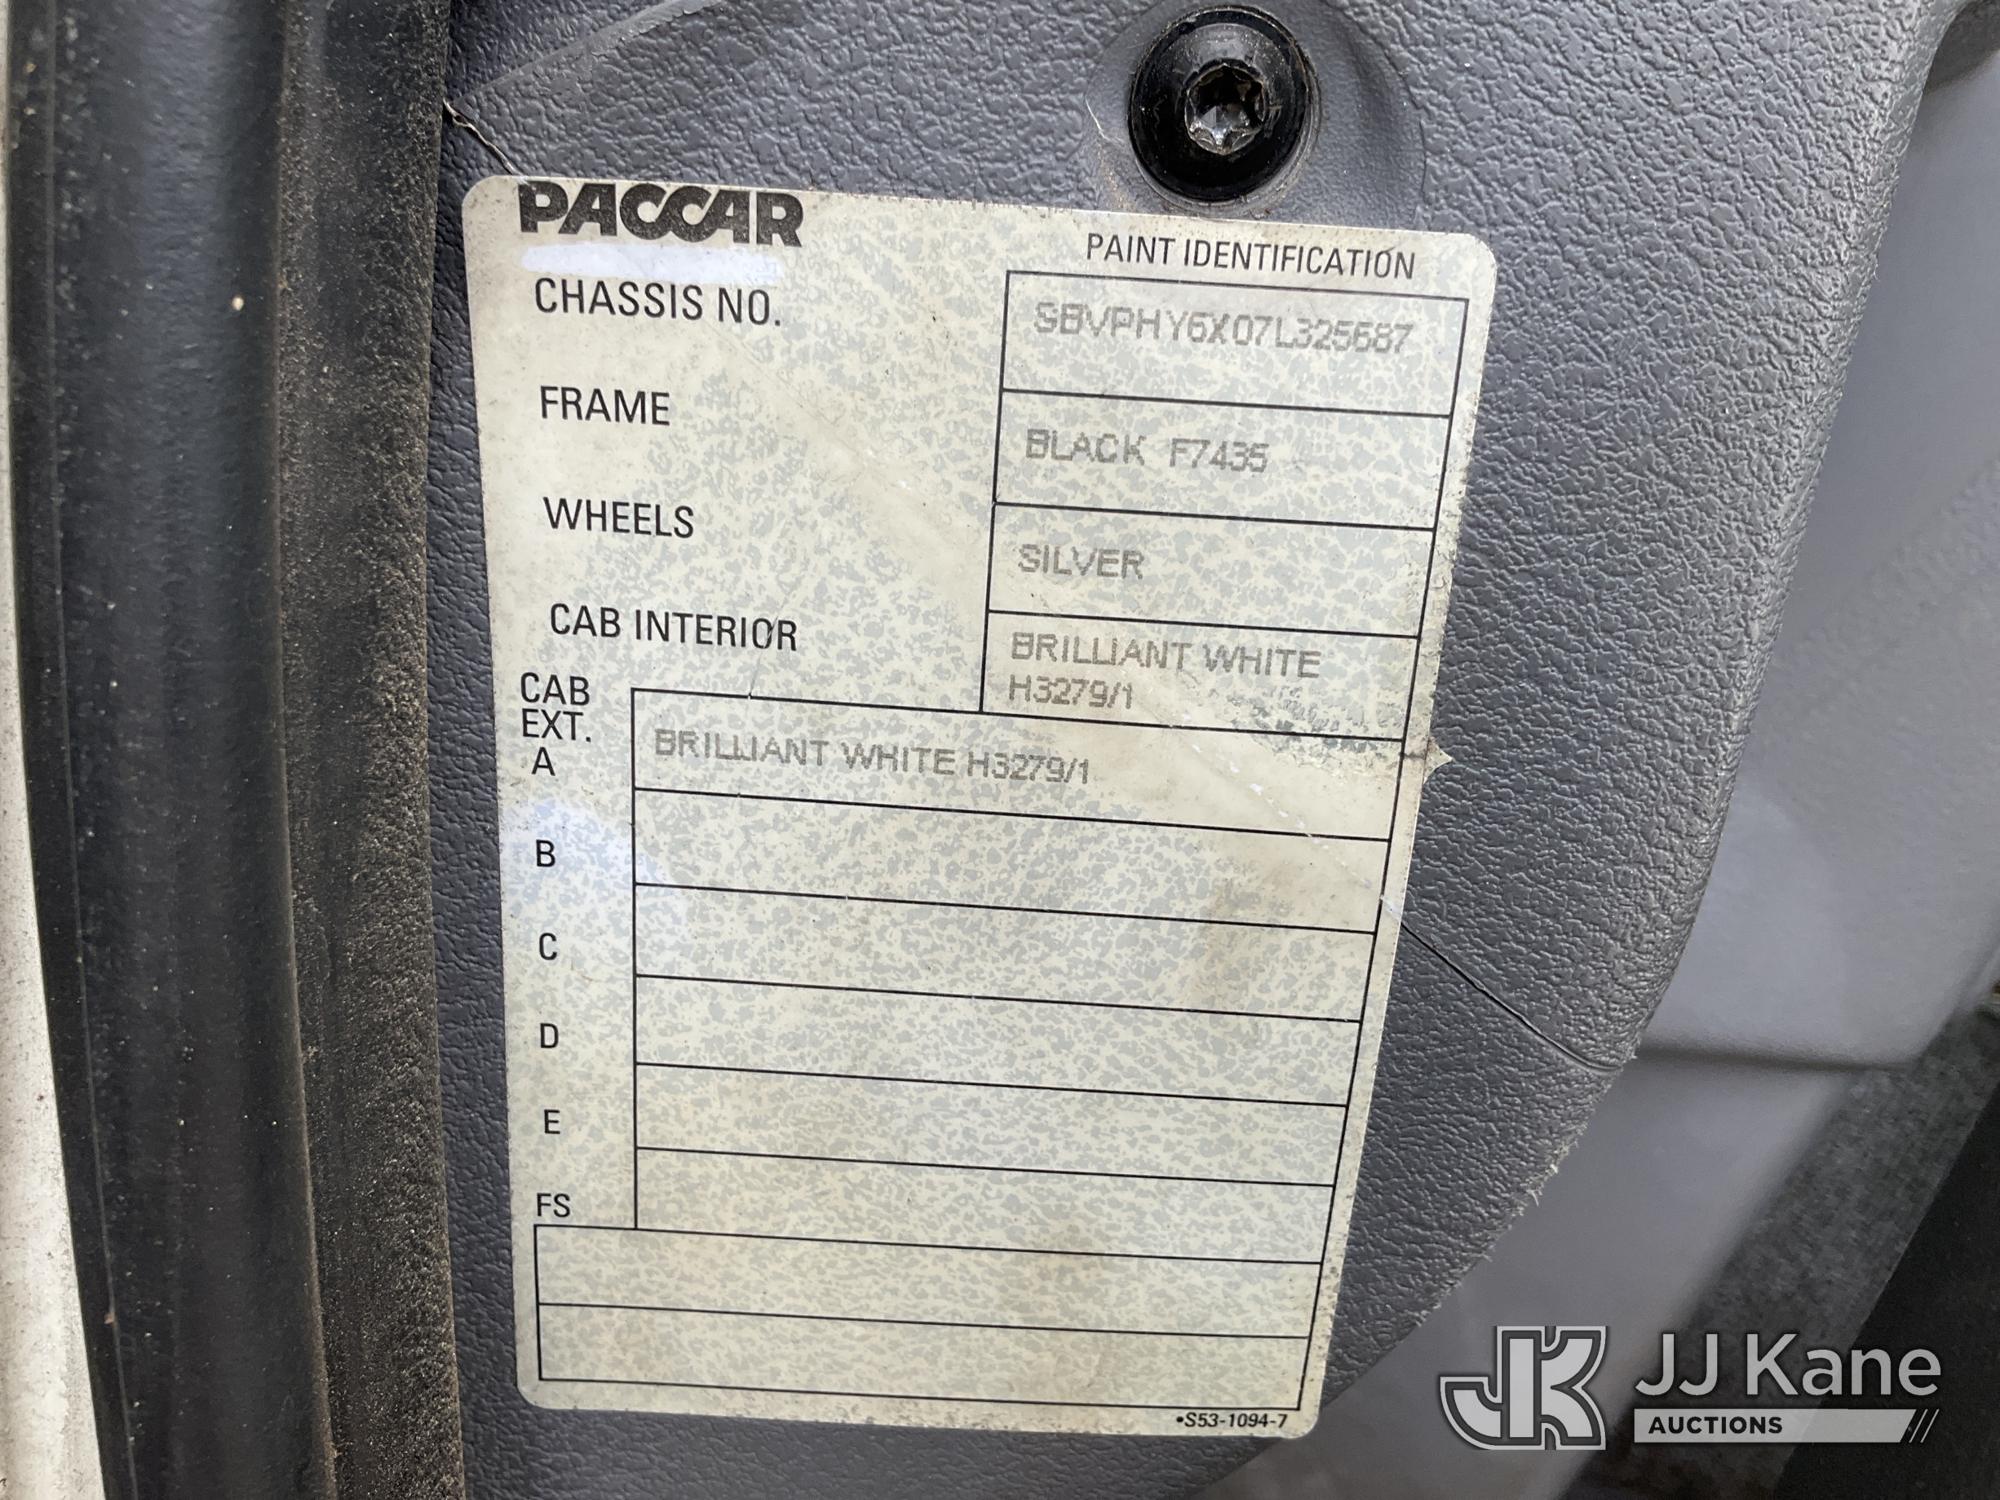 PACCAR
PAINT IDENTIFICATION
CHASSIS NO. SBVPHY6X07L325687
FRAME BLACK F7435
WHEELS SILVER
CAB INTERIOR BRILLIANT WHITE
H3279/1
CAB
EXT.
A BRILLIANT WHITE H3279/1
B
C
D
E
FS
•S53-1094-7
JK JJ Kane
AUCTIONS